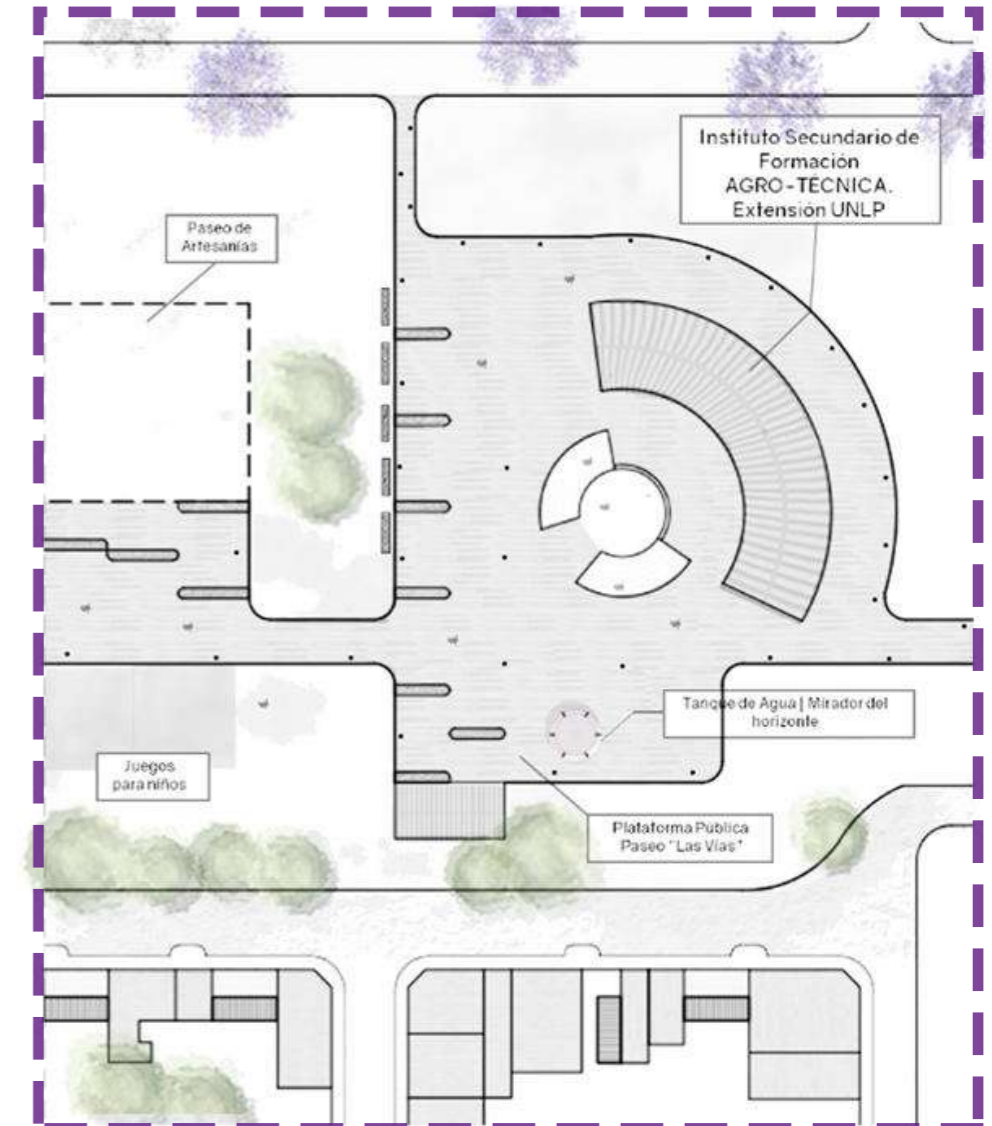 Instituto Secundario de
Formación
AGRO-TÉCNICA.
Extensión UNLP
Paseo de
Artesanías
Tanque de Agua | Mirador del
horizonte
Juegos
para niños
Plataforma Pública
Paseo "Las Vías"